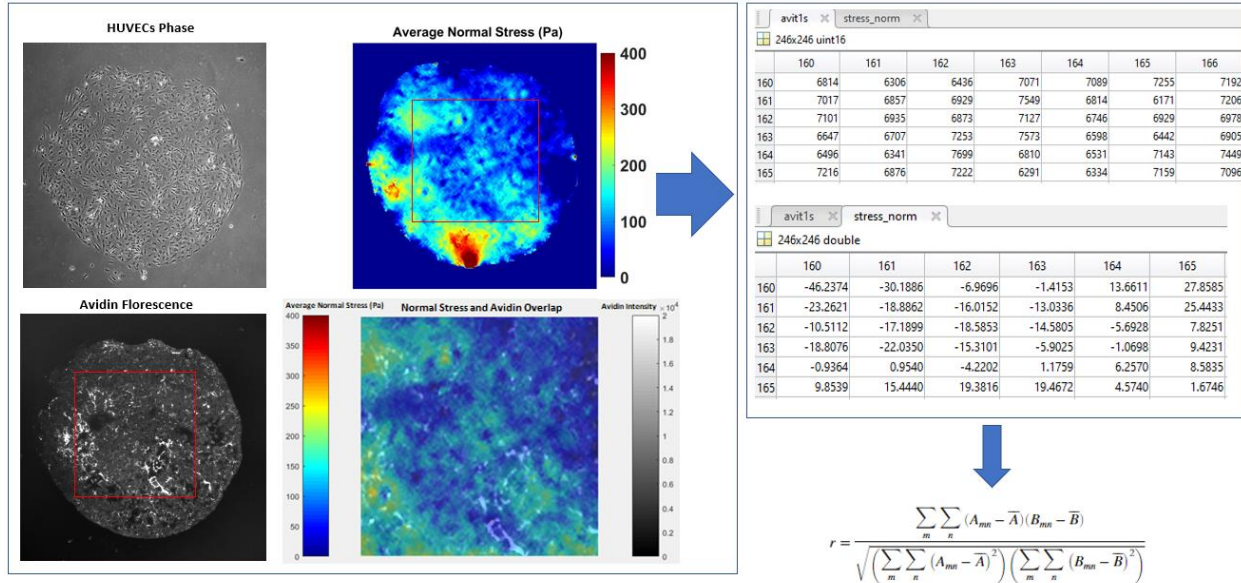 HUVECs Phase
Average Normal Stress (Pa)
400
300
200
100
0
Avidin Florescence
Average Normal Stress (Pa)
400
350
300
250
200
150
100
50
0
Normal Stress and Avidin Overlap
Avidin Intensity
× 10⁴
2
1.8
1.6
1.4
1.2
1
0.8
0.6
0.4
0.2
0
avit1s × stress_norm ×
246x246 uint16
160 161 162 163 164 165 166
160 6814 6306 6436 7071 7089 7255 7192
161 7017 6857 6929 7549 6814 6171 7206
162 7101 6935 6873 7127 6746 6929 6978
163 6647 6707 7253 7573 6598 6442 6905
164 6496 6341 7699 6810 6531 7143 7449
165 7216 6876 7222 6291 6334 7159 7096
avit1s × stress_norm ×
246x246 double
160 161 162 163 164 165
160 -46.2374 -30.1886 -6.9696 -1.4153 13.6611 27.8585
161 -23.2621 -18.8862 -16.0152 -13.0336 8.4506 25.4433
162 -10.5112 -17.1899 -18.5853 -14.5805 -5.6928 7.8251
163 -18.8076 -22.0350 -15.3101 -5.9025 -1.0698 9.4231
164 -0.9364 0.9540 -4.2202 1.1759 6.2570 8.5835
165 9.8539 15.4440 19.3816 19.4672 4.5740 1.6746
r = ∑m ∑n (Amn − A̅)(Bmn − B̅) / √((∑m ∑n (Amn − A̅)²)(∑m ∑n (Bmn − B̅)²))